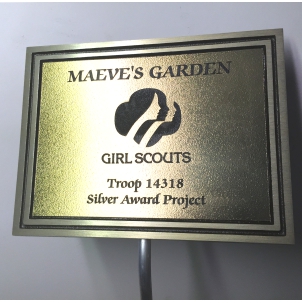 MAEVE'S GARDEN
GIRL SCOUTS
Troop 14318
Silver Award Project